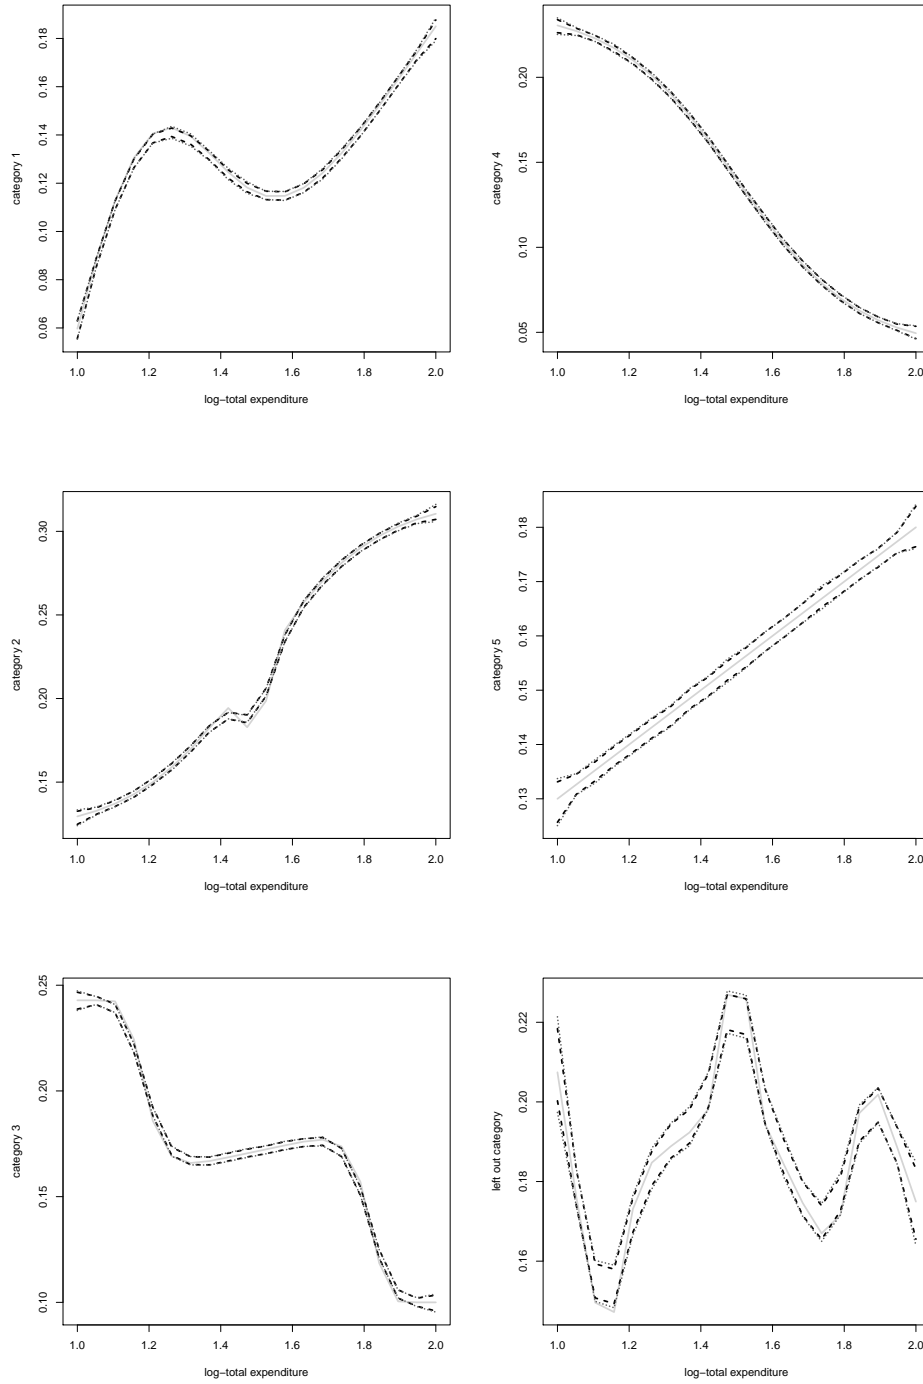 category 1
0.06 0.08 0.10 0.12 0.14 0.16 0.18
1.0 1.2 1.4 1.6 1.8 2.0
log−total expenditure
category 4
0.05 0.10 0.15 0.20
1.0 1.2 1.4 1.6 1.8 2.0
log−total expenditure
category 2
0.15 0.20 0.25 0.30
1.0 1.2 1.4 1.6 1.8 2.0
log−total expenditure
category 5
0.13 0.14 0.15 0.16 0.17 0.18
1.0 1.2 1.4 1.6 1.8 2.0
log−total expenditure
category 3
0.10 0.15 0.20 0.25
1.0 1.2 1.4 1.6 1.8 2.0
log−total expenditure
left out category
0.16 0.18 0.20 0.22
1.0 1.2 1.4 1.6 1.8 2.0
log−total expenditure